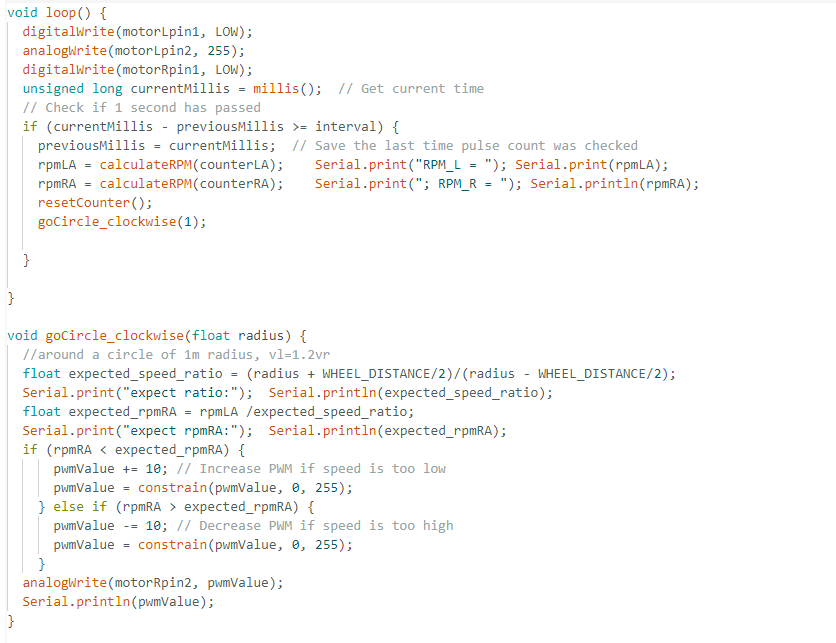 void loop() {
  digitalWrite(motorLpin1, LOW);
  analogWrite(motorLpin2, 255);
  digitalWrite(motorRpin1, LOW);
  unsigned long currentMillis = millis();  // Get current time
  // Check if 1 second has passed
  if (currentMillis - previousMillis >= interval) {
    previousMillis = currentMillis;  // Save the last time pulse count was checked
    rpmLA = calculateRPM(counterLA);    Serial.print("RPM_L = "); Serial.print(rpmLA);
    rpmRA = calculateRPM(counterRA);    Serial.print("; RPM_R = "); Serial.println(rpmRA);
    resetCounter();
    goCircle_clockwise(1);

  }

}

void goCircle_clockwise(float radius) {
  //around a circle of 1m radius, vl=1.2vr
  float expected_speed_ratio = (radius + WHEEL_DISTANCE/2)/(radius - WHEEL_DISTANCE/2);
  Serial.print("expect ratio:");  Serial.println(expected_speed_ratio);
  float expected_rpmRA = rpmLA /expected_speed_ratio;
  Serial.print("expect rpmRA:");  Serial.println(expected_rpmRA);
  if (rpmRA < expected_rpmRA) {
      pwmValue += 10; // Increase PWM if speed is too low
      pwmValue = constrain(pwmValue, 0, 255);
    } else if (rpmRA > expected_rpmRA) {
      pwmValue -= 10; // Decrease PWM if speed is too high
      pwmValue = constrain(pwmValue, 0, 255);
    }
  analogWrite(motorRpin2, pwmValue);
  Serial.println(pwmValue);
}